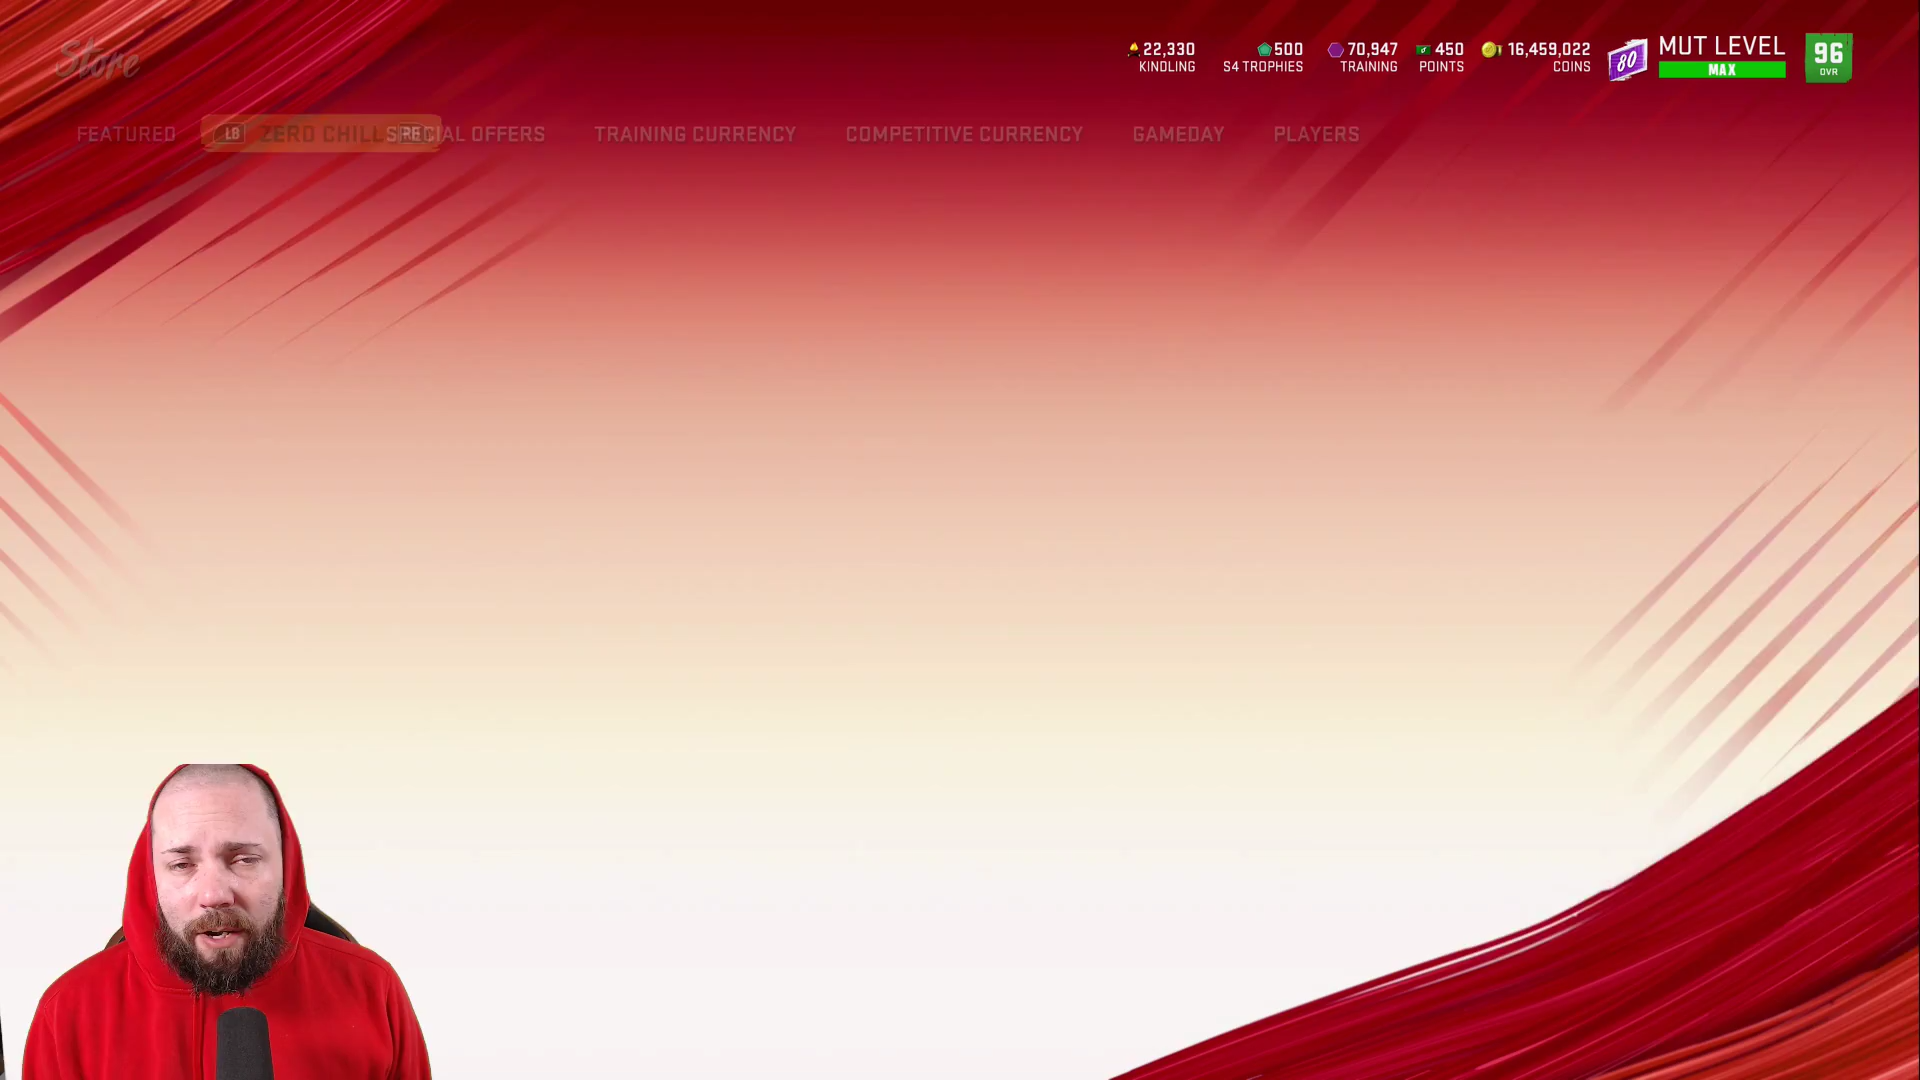 Store
22,330 KINDLING
500 S4 TROPHIES
70,947 TRAINING
450 POINTS
16,459,022 COINS
80
MUT LEVEL
MAX
96 OVR
FEATURED
LB ZERO CHILL RB
SPECIAL OFFERS
TRAINING CURRENCY
COMPETITIVE CURRENCY
GAMEDAY
PLAYERS